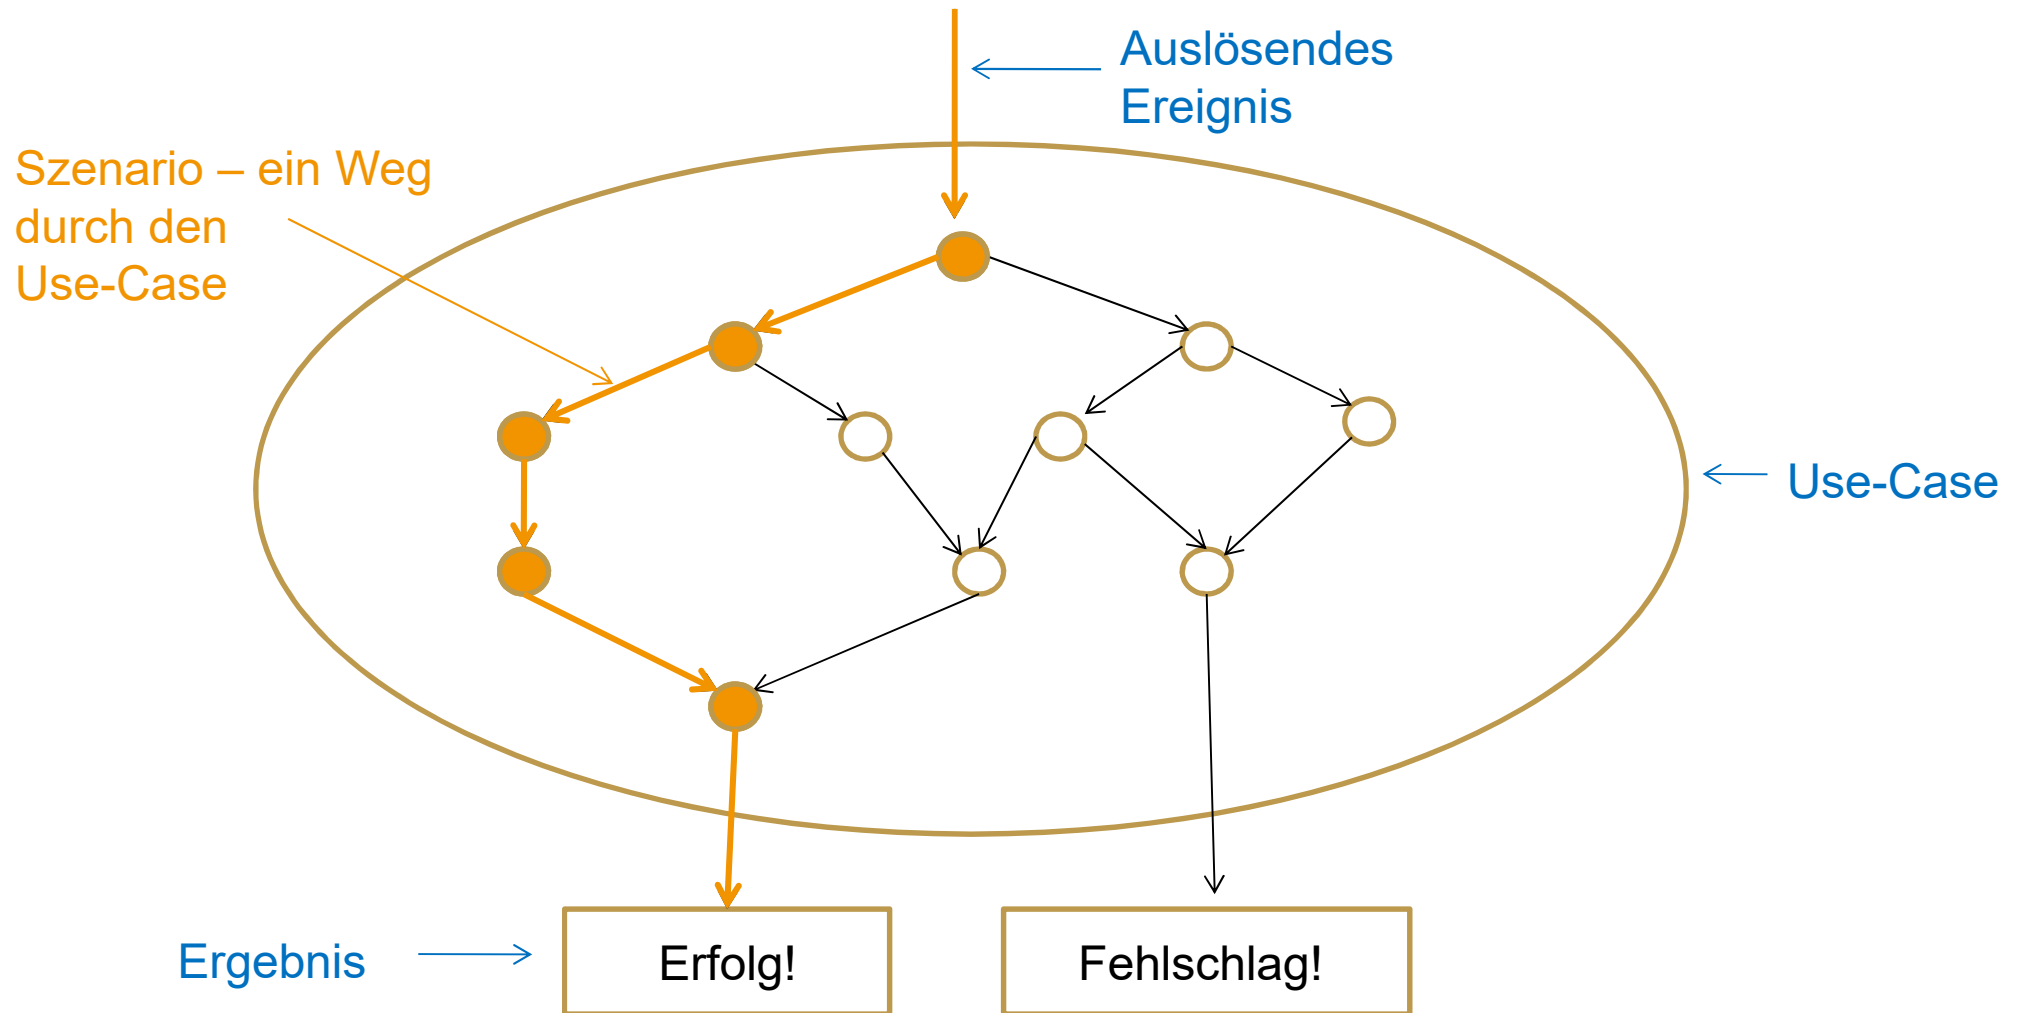 Auslösendes
Ereignis
Szenario – ein Weg
durch den
Use-Case
Use-Case
Ergebnis
Erfolg!
Fehlschlag!